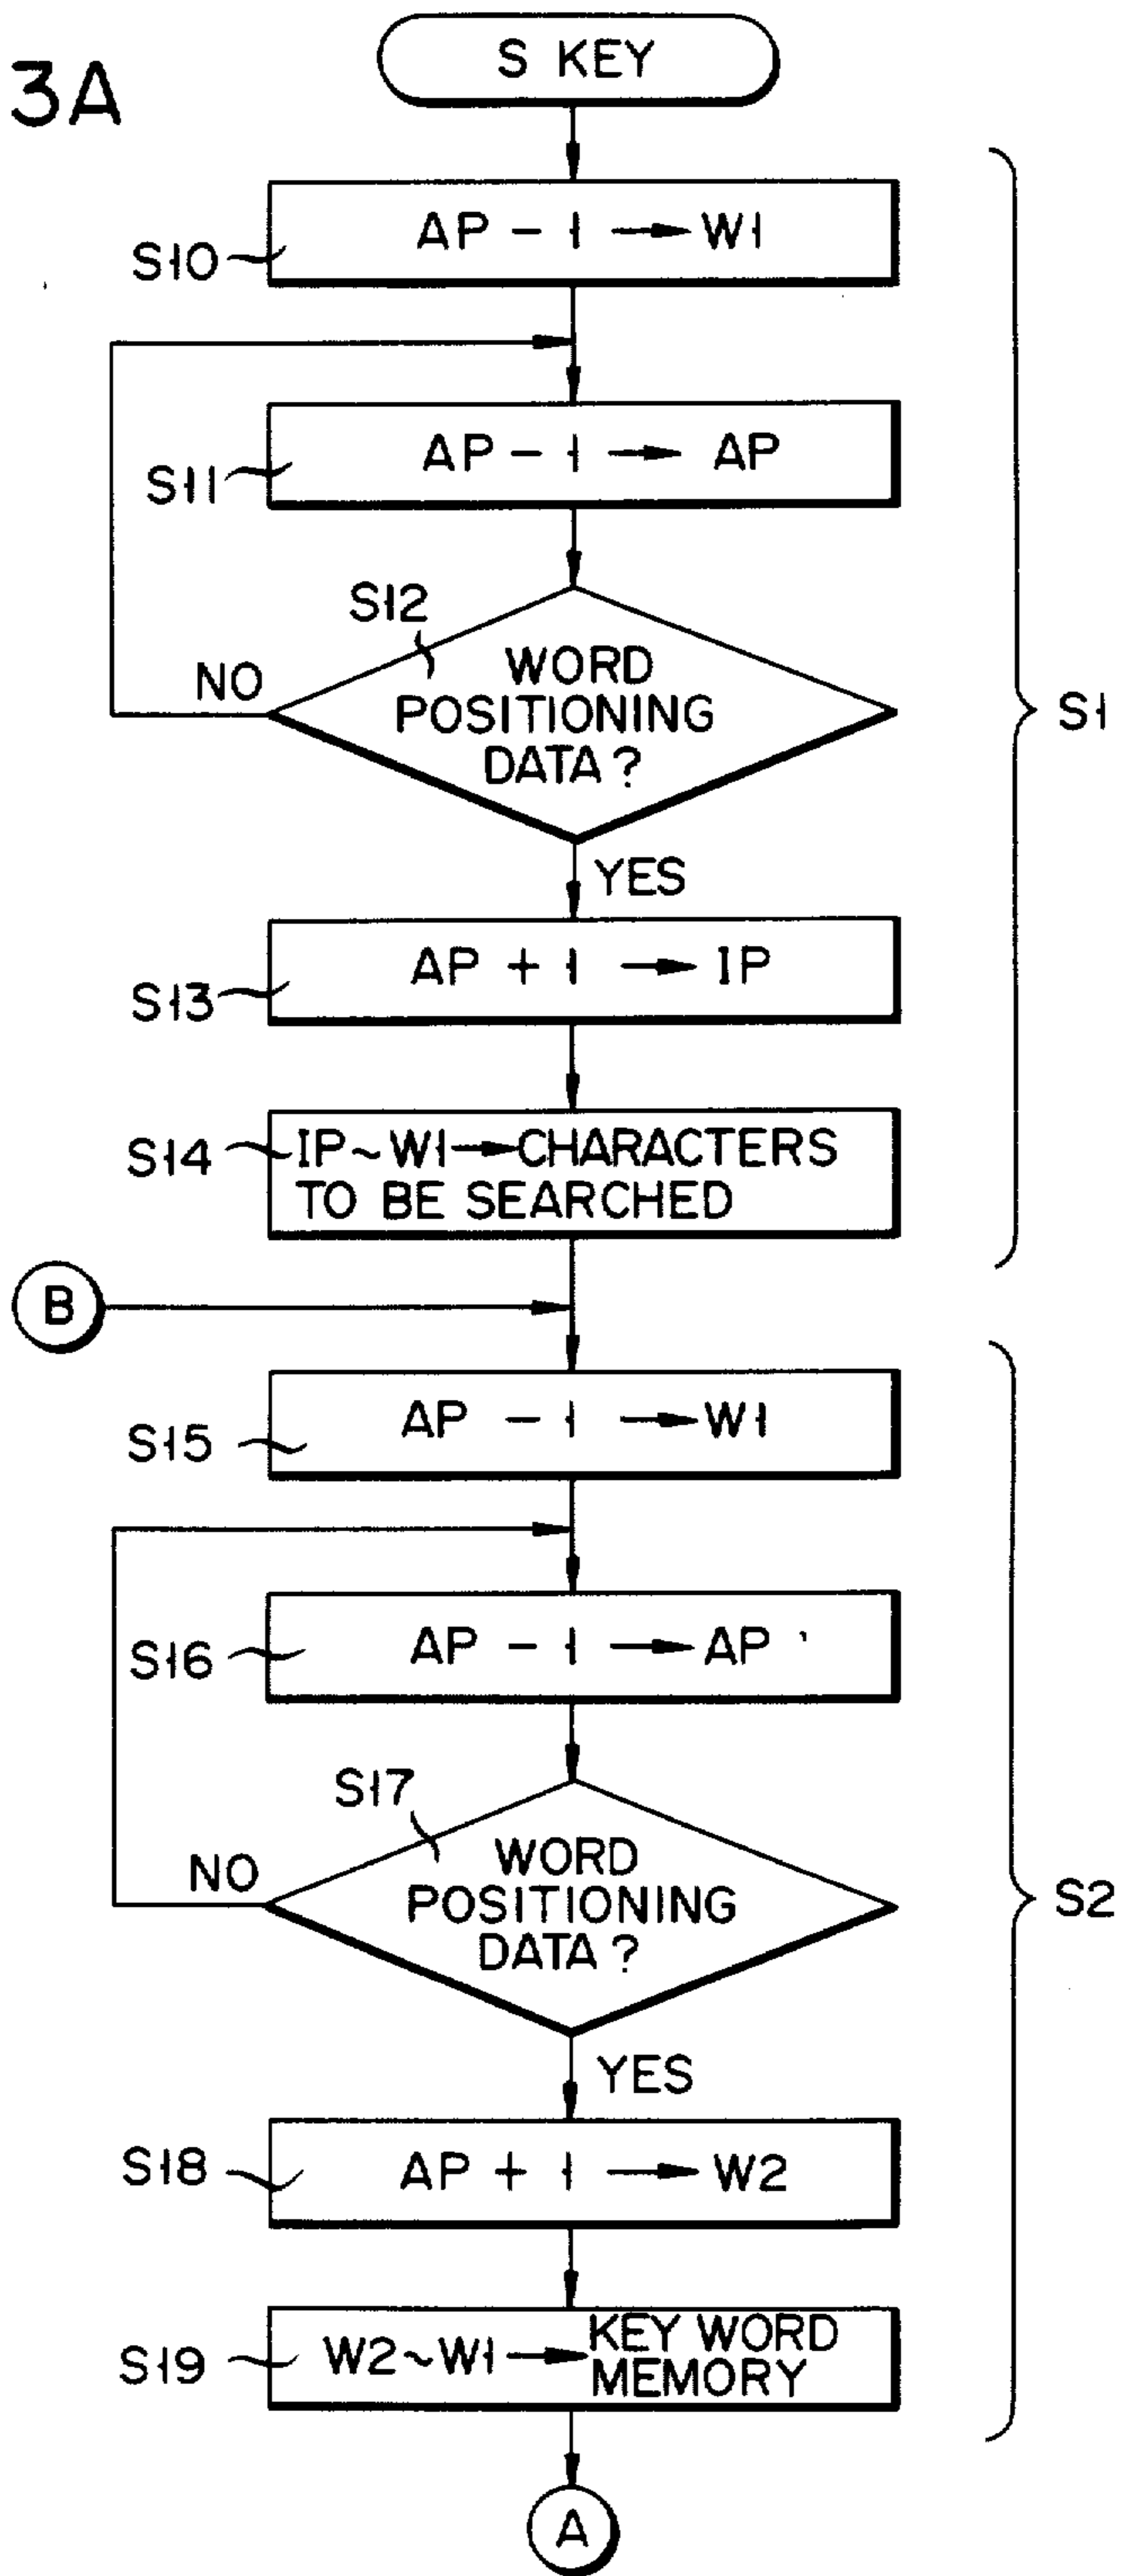 3A
S KEY
S10
AP - 1 → W1
S11
AP - 1 → AP
S12
WORD
POSITIONING
DATA?
NO
YES
S1
S13
AP + 1 → IP
S14
IP~W1→CHARACTERS
TO BE SEARCHED
B
S15
AP - 1 → W1
S16
AP - 1 → AP
S17
WORD
POSITIONING
DATA?
NO
YES
S2
S18
AP + 1 → W2
S19
W2~W1→KEY WORD
MEMORY
A